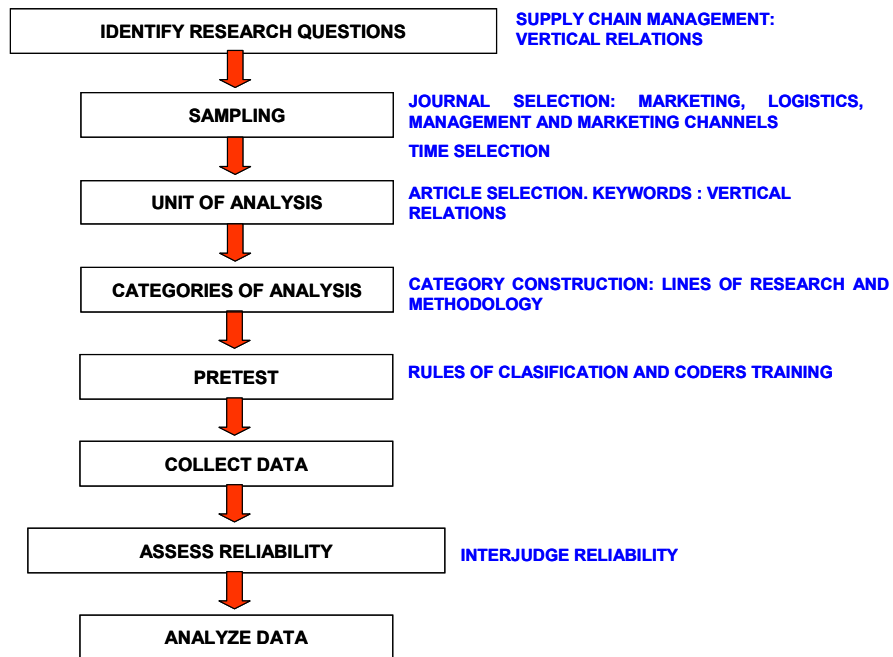 IDENTIFY RESEARCH QUESTIONS
SUPPLY CHAIN MANAGEMENT:
VERTICAL RELATIONS
SAMPLING
JOURNAL SELECTION: MARKETING, LOGISTICS,
MANAGEMENT AND MARKETING CHANNELS
TIME SELECTION
UNIT OF ANALYSIS
ARTICLE SELECTION. KEYWORDS : VERTICAL
RELATIONS
CATEGORIES OF ANALYSIS
CATEGORY CONSTRUCTION: LINES OF RESEARCH AND
METHODOLOGY
PRETEST
RULES OF CLASIFICATION AND CODERS TRAINING
COLLECT DATA
ASSESS RELIABILITY
INTERJUDGE RELIABILITY
ANALYZE DATA